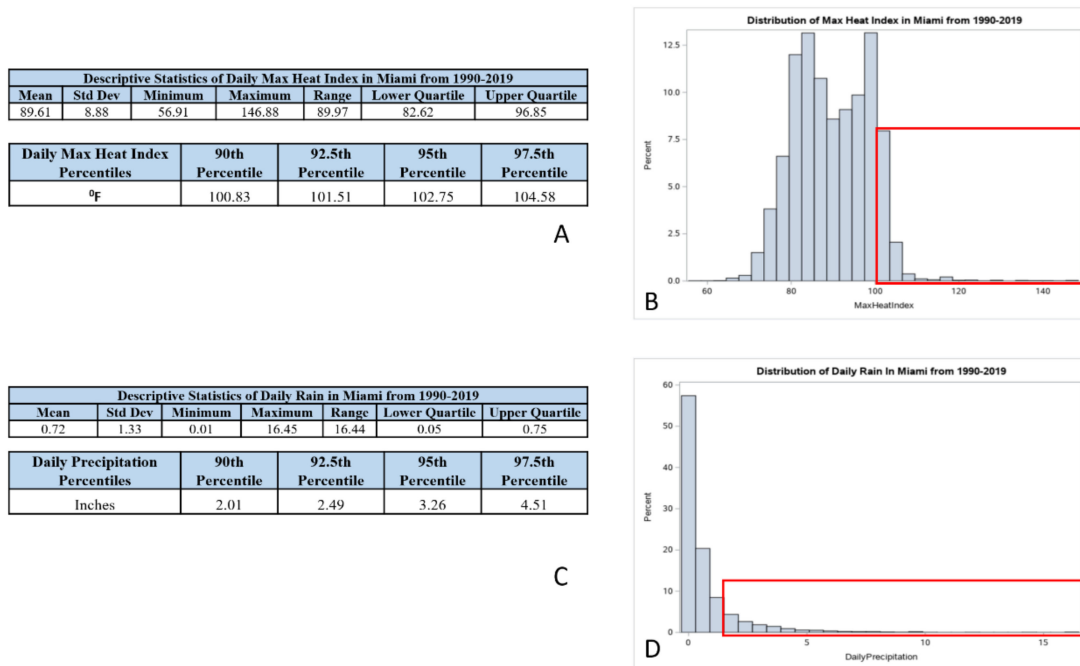 Descriptive Statistics of Daily Max Heat Index in Miami from 1990-2019
Mean Std Dev Minimum Maximum Range Lower Quartile Upper Quartile
89.61 8.88 56.91 146.88 89.97 82.62 96.85
Daily Max Heat Index Percentiles 90th Percentile 92.5th Percentile 95th Percentile 97.5th Percentile
⁰F 100.83 101.51 102.75 104.58
A
Distribution of Max Heat Index in Miami from 1990-2019
12.5
10.0
7.5
5.0
2.5
0.0
Percent
60 80 100 120 140
MaxHeatIndex
B
Descriptive Statistics of Daily Rain in Miami from 1990-2019
Mean Std Dev Minimum Maximum Range Lower Quartile Upper Quartile
0.72 1.33 0.01 16.45 16.44 0.05 0.75
Daily Precipitation Percentiles 90th Percentile 92.5th Percentile 95th Percentile 97.5th Percentile
Inches 2.01 2.49 3.26 4.51
C
Distribution of Daily Rain In Miami from 1990-2019
60
50
40
30
20
10
0
Percent
0 5 10 15
DailyPrecipitation
D